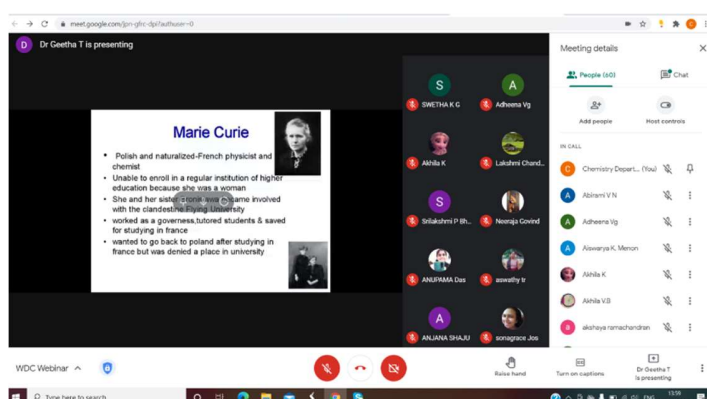 meet.google.com/jpn-gfrc-dpi?authuser=0
D Dr Geetha T is presenting
Marie Curie
• Polish and naturalized-French physicist and
chemist
• Unable to enroll in a regular institution of higher
education because she was a woman
• She and her sister became involved
with the clandestine Flying University
• worked as a governess,tutored students & saved
for studying in france
• wanted to go back to poland after studying in
france but was denied a place in university
S
SWETHA K G
A
Adheena Vg
Akhila K
Lakshmi Chand...
S
Srilakshmi P Bh...
Neeraja Govind
ANUPAMA Das
aswathy tr
A
ANJANA SHAJU
sonagrace Jos
Meeting details
People (60)
Chat
Add people
Host controls
IN CALL
C Chemistry Depart... (You)
A Abirami V N
A Adheena Vg
A Aiswarya K. Menon
Akhila K
Akhila V.B
a akshaya ramachandran
WDC Webinar
Raise hand
Turn on captions
Dr Geetha T
is presenting
Type here to search
ENG
13:59